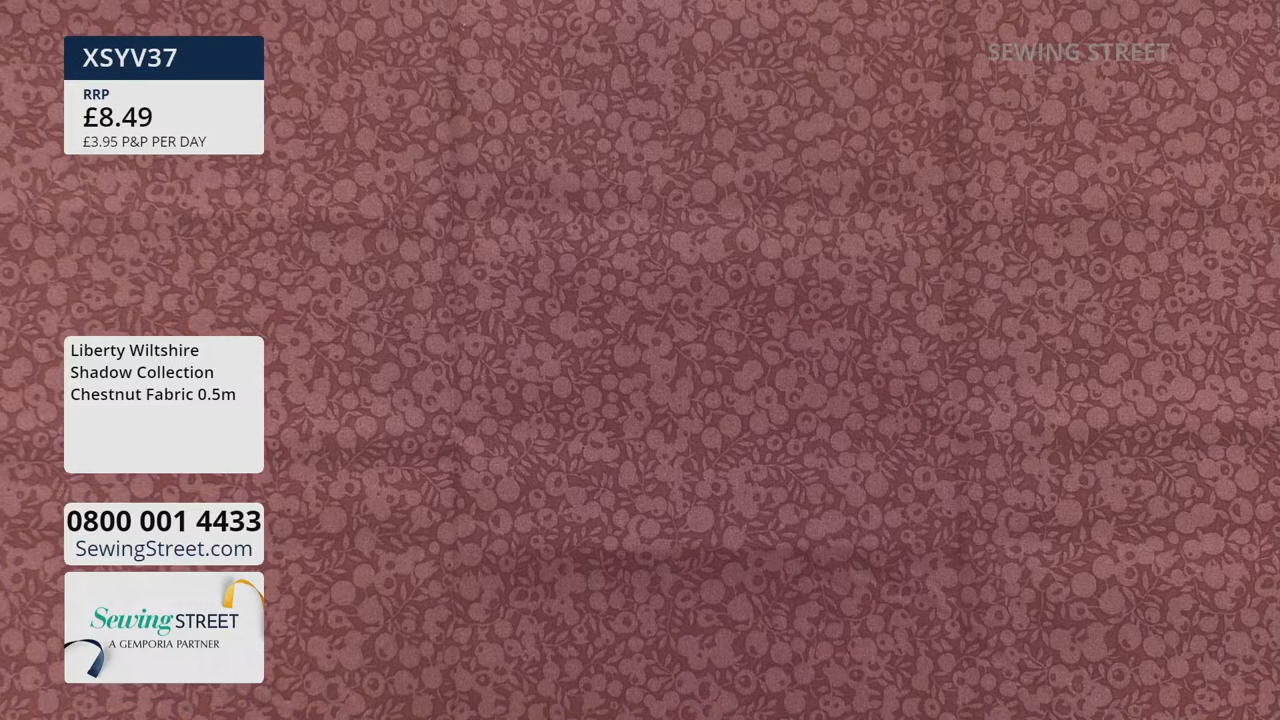 XSYV37
SEWING STREET
RRP
£8.49
£3.95 P&P PER DAY
Liberty Wiltshire
Shadow Collection
Chestnut Fabric 0.5m
0800 001 4433
SewingStreet.com
Sewing STREET
A GEMPORIA PARTNER